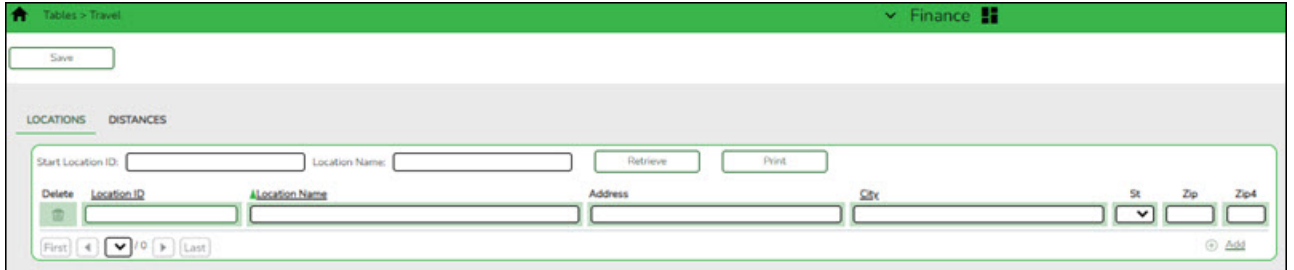 Tables > Travel Finance
Save
LOCATIONS DISTANCES
Start Location ID: Location Name: Retrieve Print
Delete Location ID Location Name Address City St Zip Zip4
First / 0 Last Add